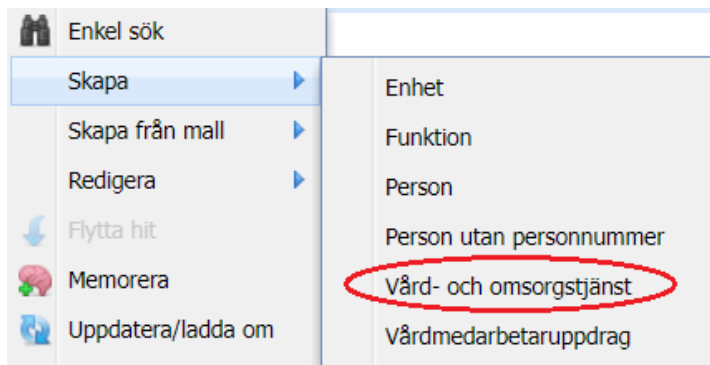 Enkel sök
Skapa
Skapa från mall
Redigera
Flytta hit
Memorera
Uppdatera/ladda om
Enhet
Funktion
Person
Person utan personnummer
Vård- och omsorgstjänst
Vårdmedarbetaruppdrag